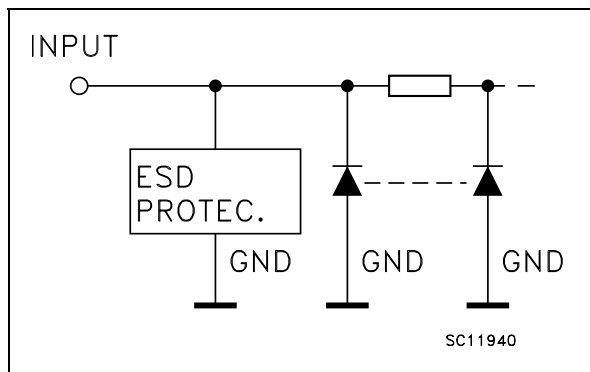 INPUT
ESD
PROTEC.
GND
GND
GND
SC11940